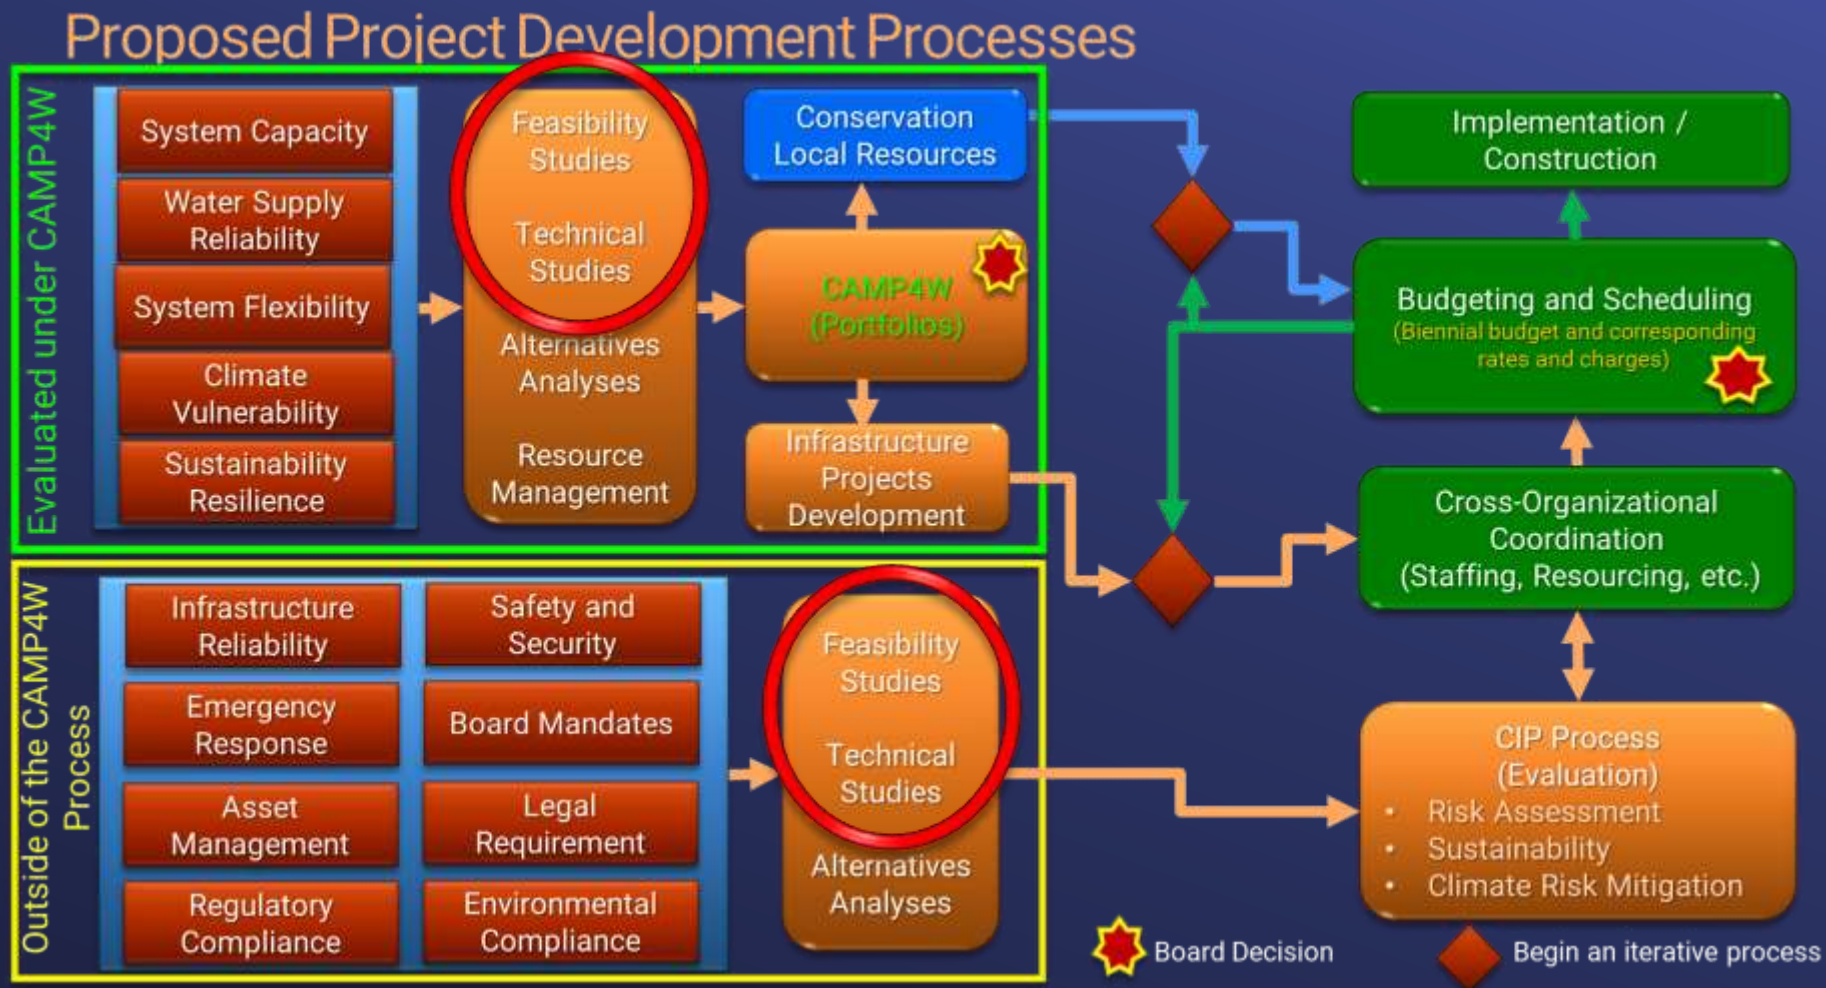 Proposed Project Development Processes
Evaluated under CAMP4W
System Capacity
Water Supply
Reliability
System Flexibility
Climate
Vulnerability
Sustainability
Resilience
Feasibility
Studies
Technical
Studies
Alternatives
Analyses
Resource
Management
Conservation
Local Resources
CAMP4W
(Portfolios)
Infrastructure
Projects
Development
Implementation /
Construction
Budgeting and Scheduling
(Biennial budget and corresponding
rates and charges)
Cross-Organizational
Coordination
(Staffing, Resourcing, etc.)
Outside of the CAMP4W
Process
Infrastructure
Reliability
Safety and
Security
Emergency
Response
Board Mandates
Asset
Management
Legal
Requirement
Regulatory
Compliance
Environmental
Compliance
Feasibility
Studies
Technical
Studies
Alternatives
Analyses
CIP Process
(Evaluation)
• Risk Assessment
• Sustainability
• Climate Risk Mitigation
Board Decision
Begin an iterative process